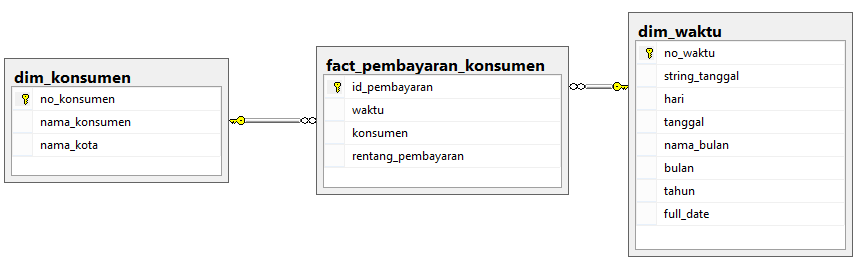 dim_konsumen
no_konsumen
nama_konsumen
nama_kota
fact_pembayaran_konsumen
id_pembayaran
waktu
konsumen
rentang_pembayaran
dim_waktu
no_waktu
string_tanggal
hari
tanggal
nama_bulan
bulan
tahun
full_date